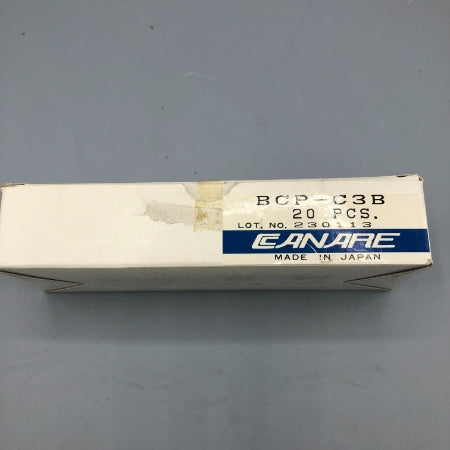 BCP-C3B
20 PCS.
LOT, NO. 230113
CANARE
MADE IN JAPAN